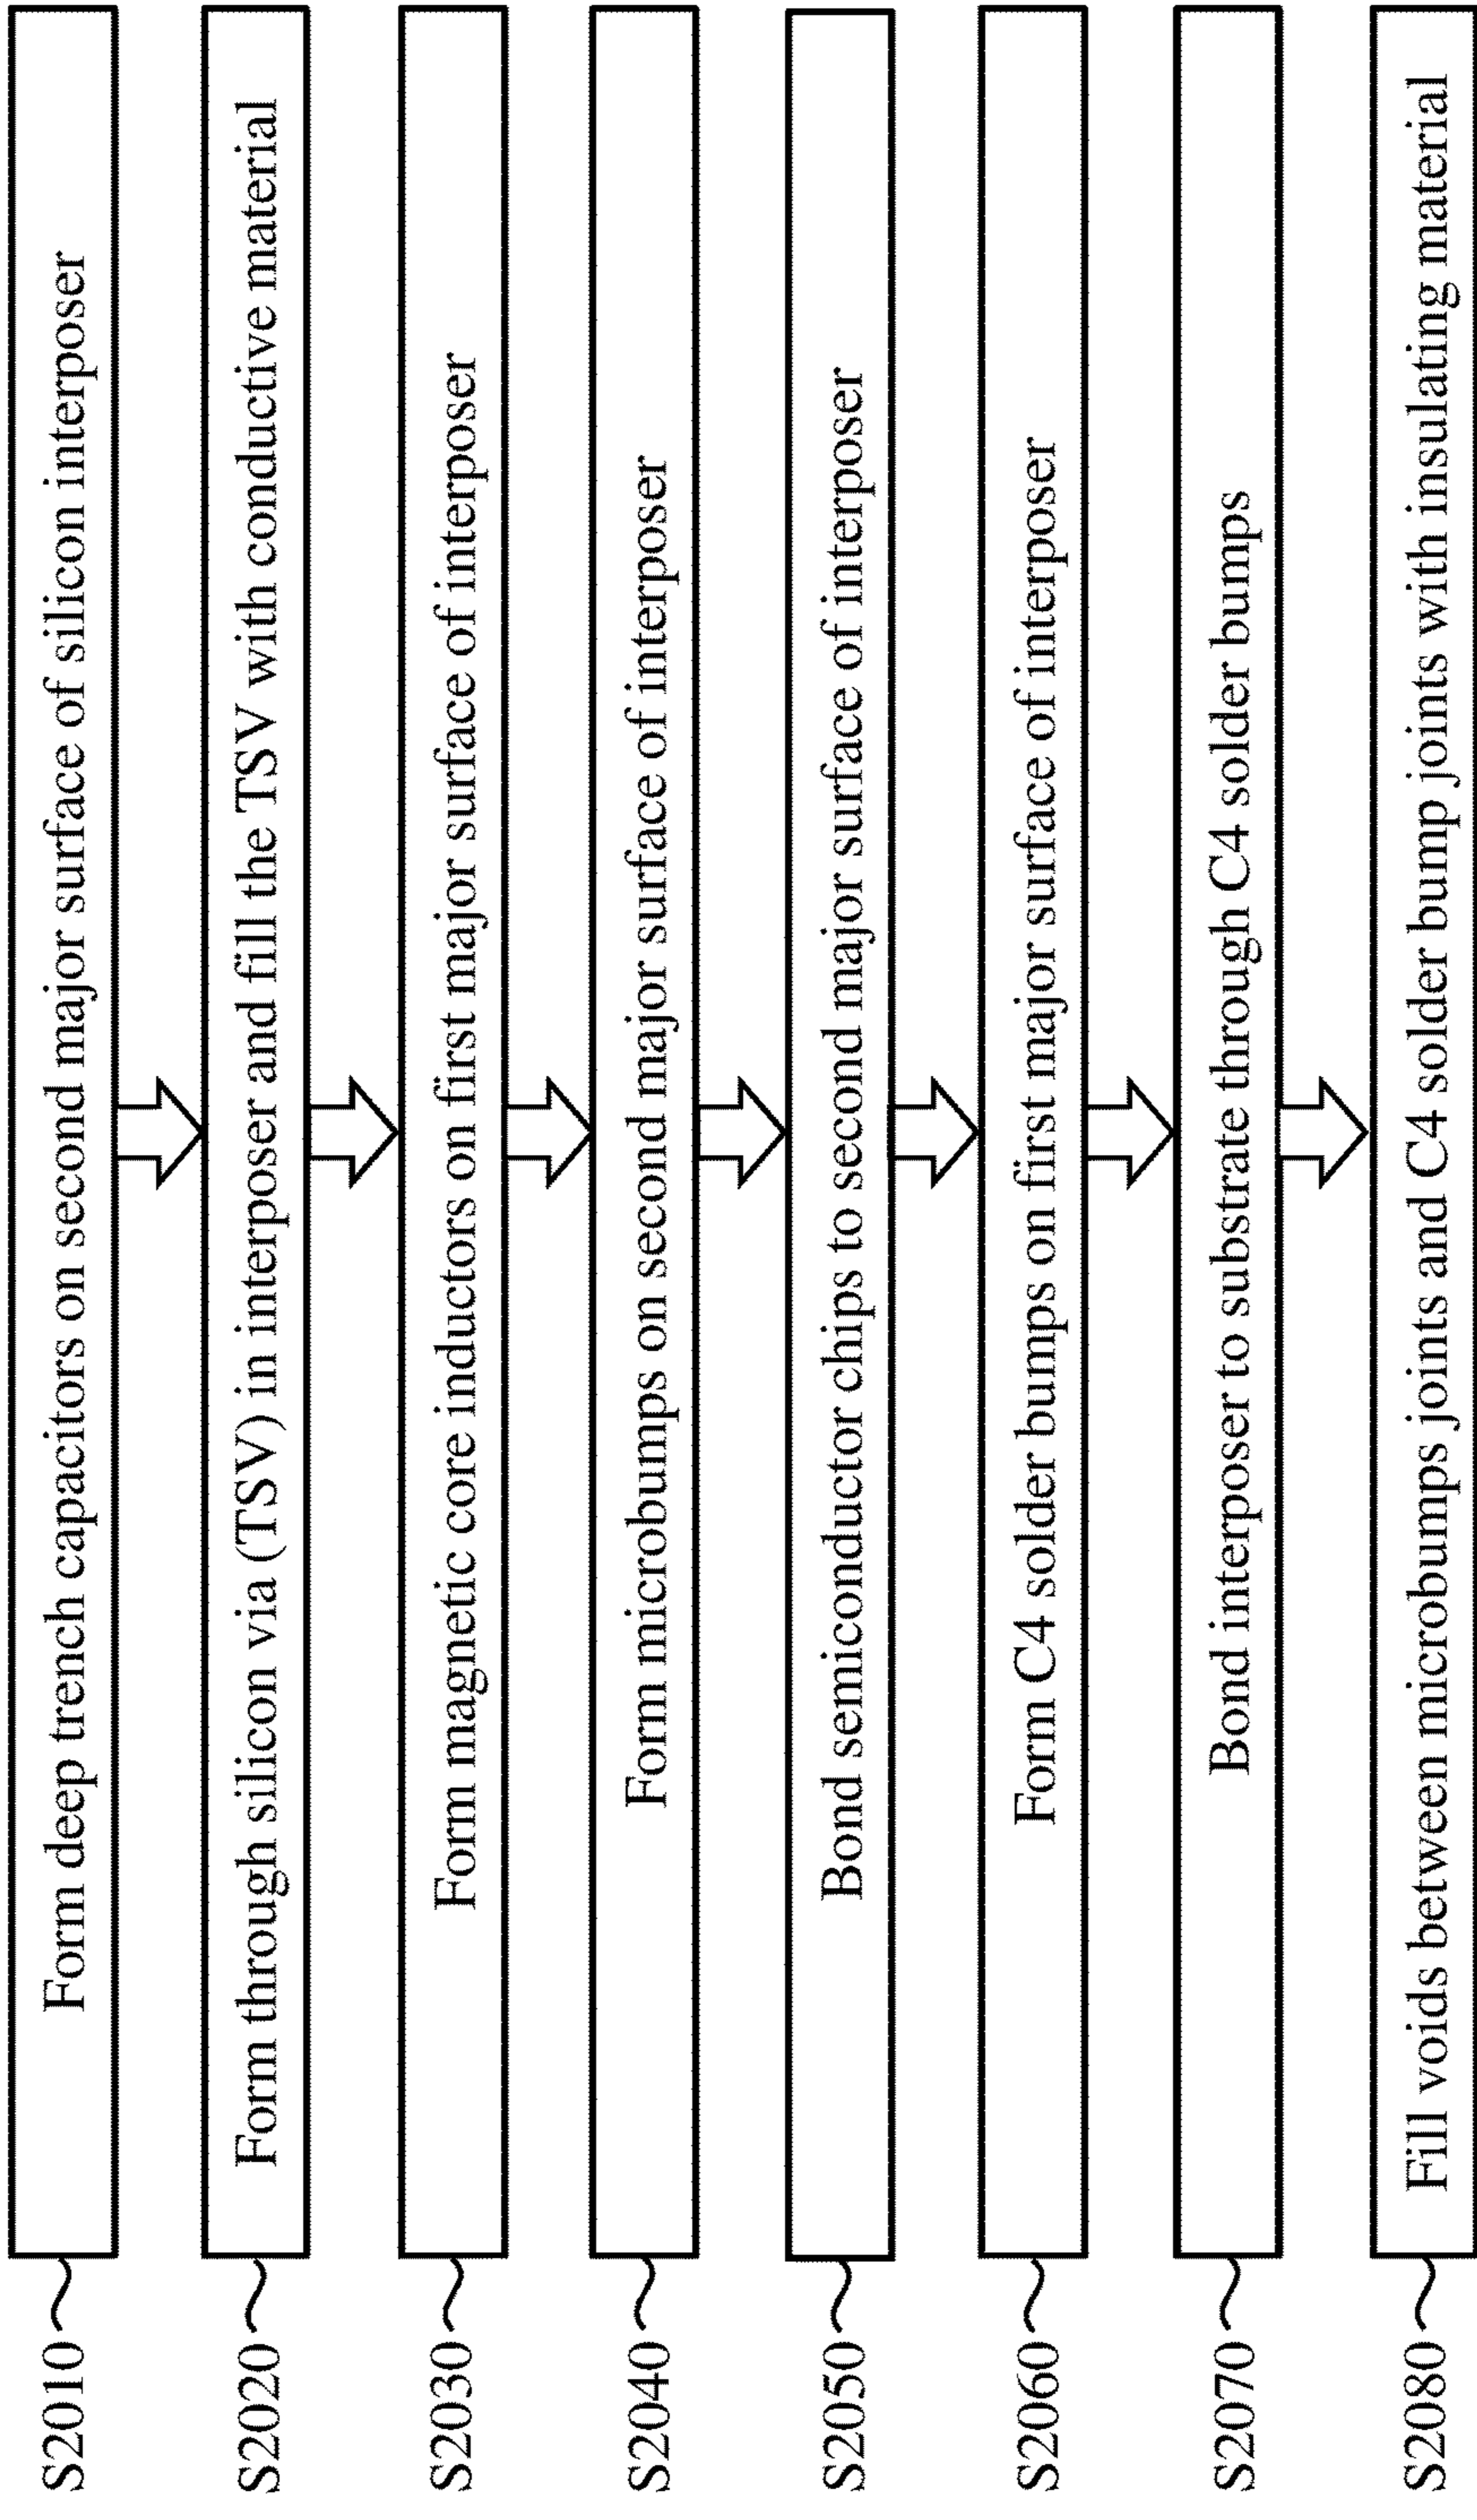 S2010
Form deep trench capacitors on second major surface of silicon interposer
S2020
Form through silicon via (TSV) in interposer and fill the TSV with conductive material
S2030
Form magnetic core inductors on first major surface of interposer
S2040
Form microbumps on second major surface of interposer
S2050
Bond semiconductor chips to second major surface of interposer
S2060
Form C4 solder bumps on first major surface of interposer
S2070
Bond interposer to substrate through C4 solder bumps
S2080
Fill voids between microbumps joints and C4 solder bump joints with insulating material